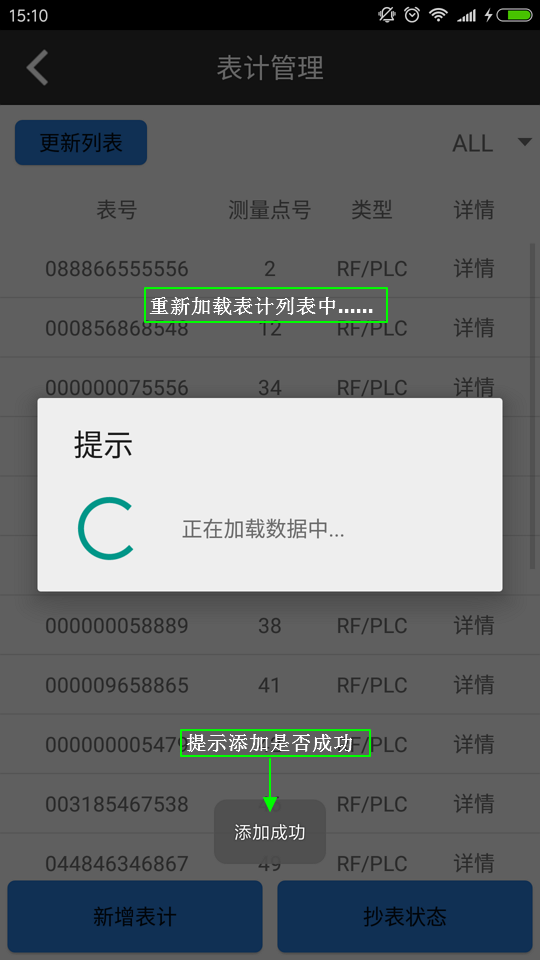 15:10
表计管理
更新列表 ALL
表号 测量点号 类型 详情
088866555556 2 RF/PLC 详情
重新加载表计列表中......
000856868548 12 RF/PLC 详情
000000075556 34 RF/PLC 详情
提示
正在加载数据中...
000000058889 38 RF/PLC 详情
000009658865 41 RF/PLC 详情
提示添加是否成功
000000005479 RF/PLC 详情
003185467538 RF/PLC 详情
添加成功
044846346867 49 RF/PLC 详情
新增表计 抄表状态